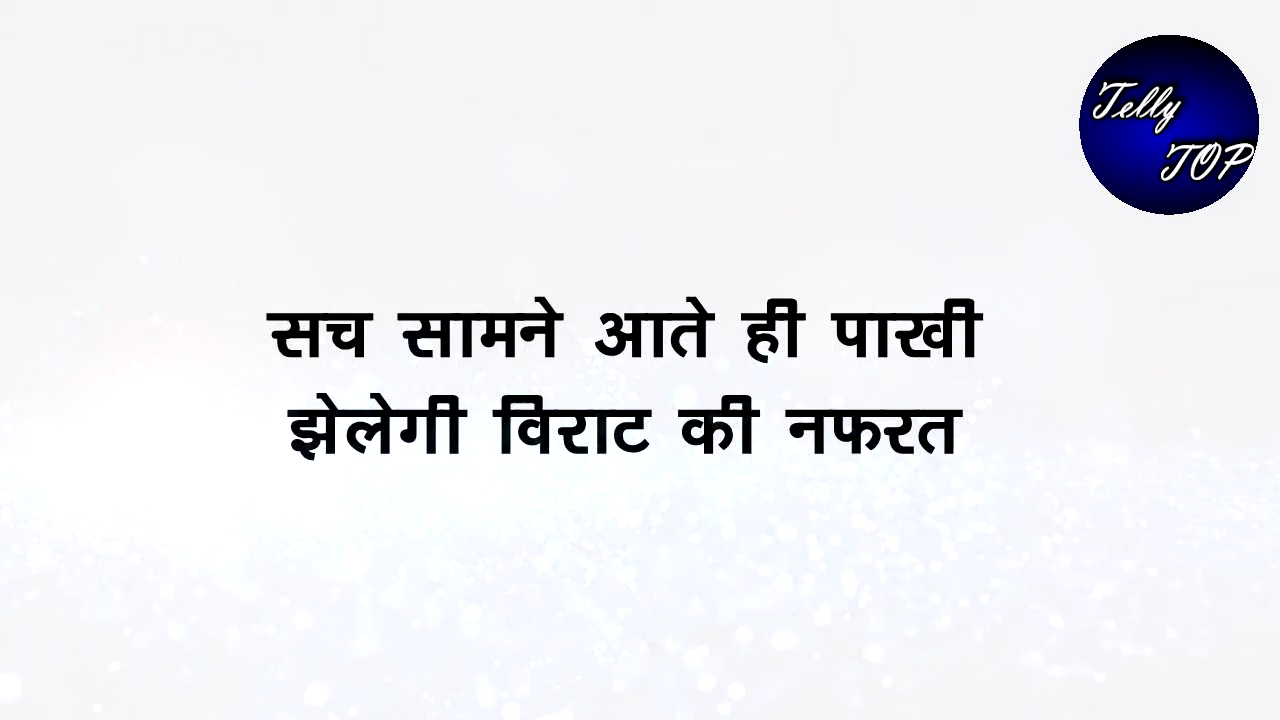 Telly
TOP
सच सामने आते ही पाखी
झेलेगी विराट की नफरत